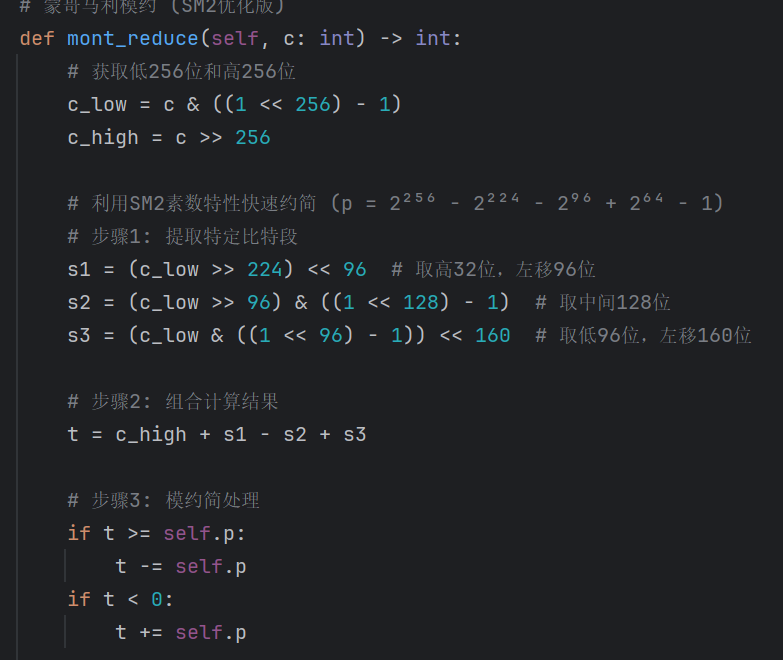 # 蒙哥马利模约 (SM2优化版)
def mont_reduce(self, c: int) -> int:
# 获取低256位和高256位
c_low = c & ((1 << 256) - 1)
c_high = c >> 256
# 利用SM2素数特性快速约简 (p = 2²⁵⁶ - 2²²⁴ - 2⁹⁶ + 2⁶⁴ - 1)
# 步骤1: 提取特定比特段
s1 = (c_low >> 224) << 96  # 取高32位，左移96位
s2 = (c_low >> 96) & ((1 << 128) - 1)  # 取中间128位
s3 = (c_low & ((1 << 96) - 1)) << 160  # 取低96位，左移160位
# 步骤2: 组合计算结果
t = c_high + s1 - s2 + s3
# 步骤3: 模约简处理
if t >= self.p:
t -= self.p
if t < 0:
t += self.p